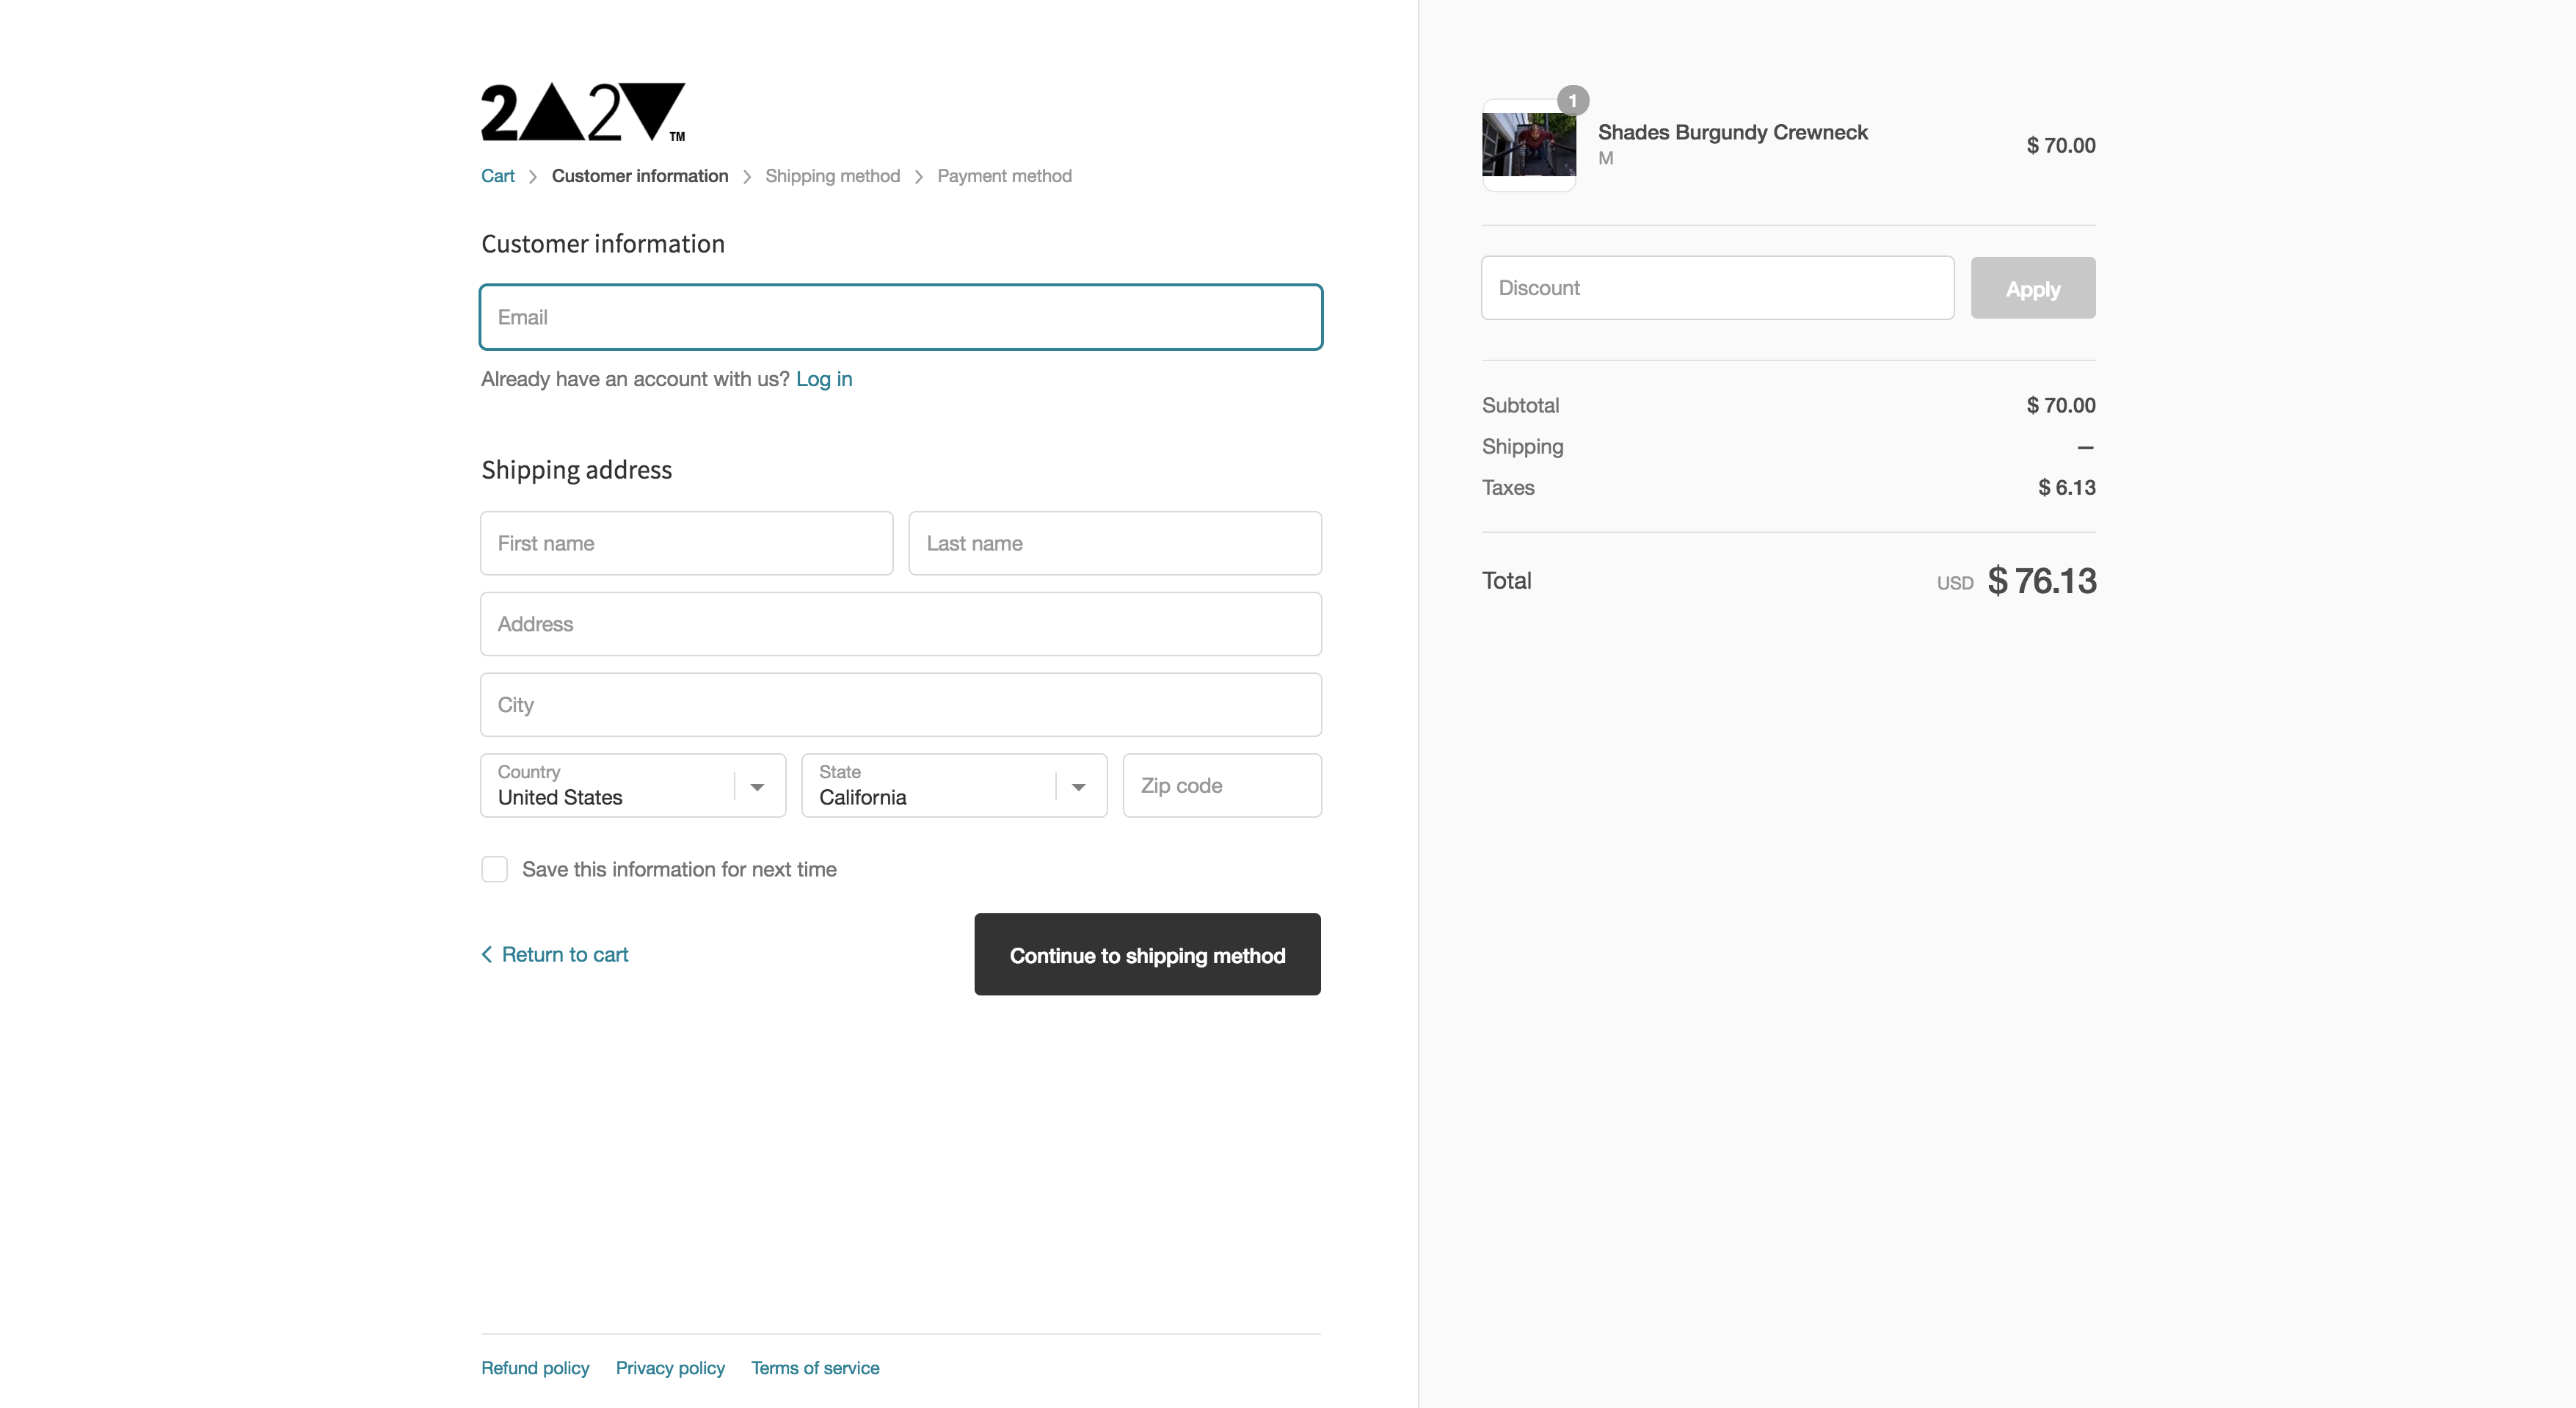 2▲2▼™
Cart > Customer information > Shipping method > Payment method
Customer information
Email
Already have an account with us? Log in
Shipping address
First name
Last name
Address
City
Country
United States
State
California
Zip code
Save this information for next time
< Return to cart
Continue to shipping method
Refund policy Privacy policy Terms of service
1
Shades Burgundy Crewneck
M
$ 70.00
Discount
Apply
Subtotal $ 70.00
Shipping —
Taxes $ 6.13
Total USD $ 76.13